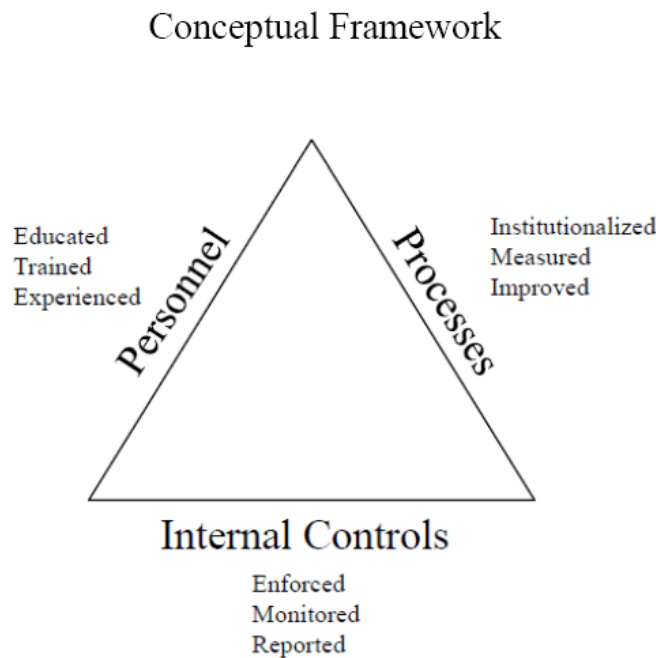 Conceptual Framework
Educated
Trained
Experienced
Personnel
Processes
Institutionalized
Measured
Improved
Internal Controls
Enforced
Monitored
Reported